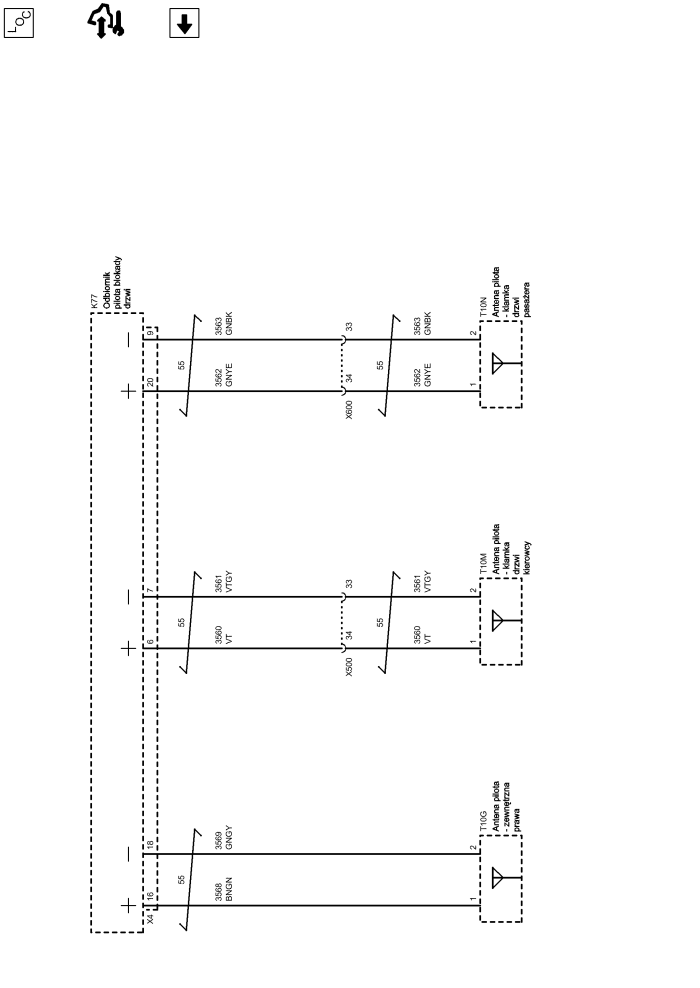 LOC
K77
Odbiornik
pilota blokady
drzwi
X4
16
18
6
7
20
9
55
3568
BNGN
3569
GNGY
55
3560
VT
3561
VTGY
55
3562
GNYE
3563
GNBK
X500
34
33
X600
34
33
55
3560
VT
3561
VTGY
55
3562
GNYE
3563
GNBK
1
2
T10G
Antena pilota
- zewnętrzna
prawa
1
2
T10M
Antena pilota
- klamka
drzwi
kierowcy
1
2
T10N
Antena pilota
- klamka
drzwi
pasażera